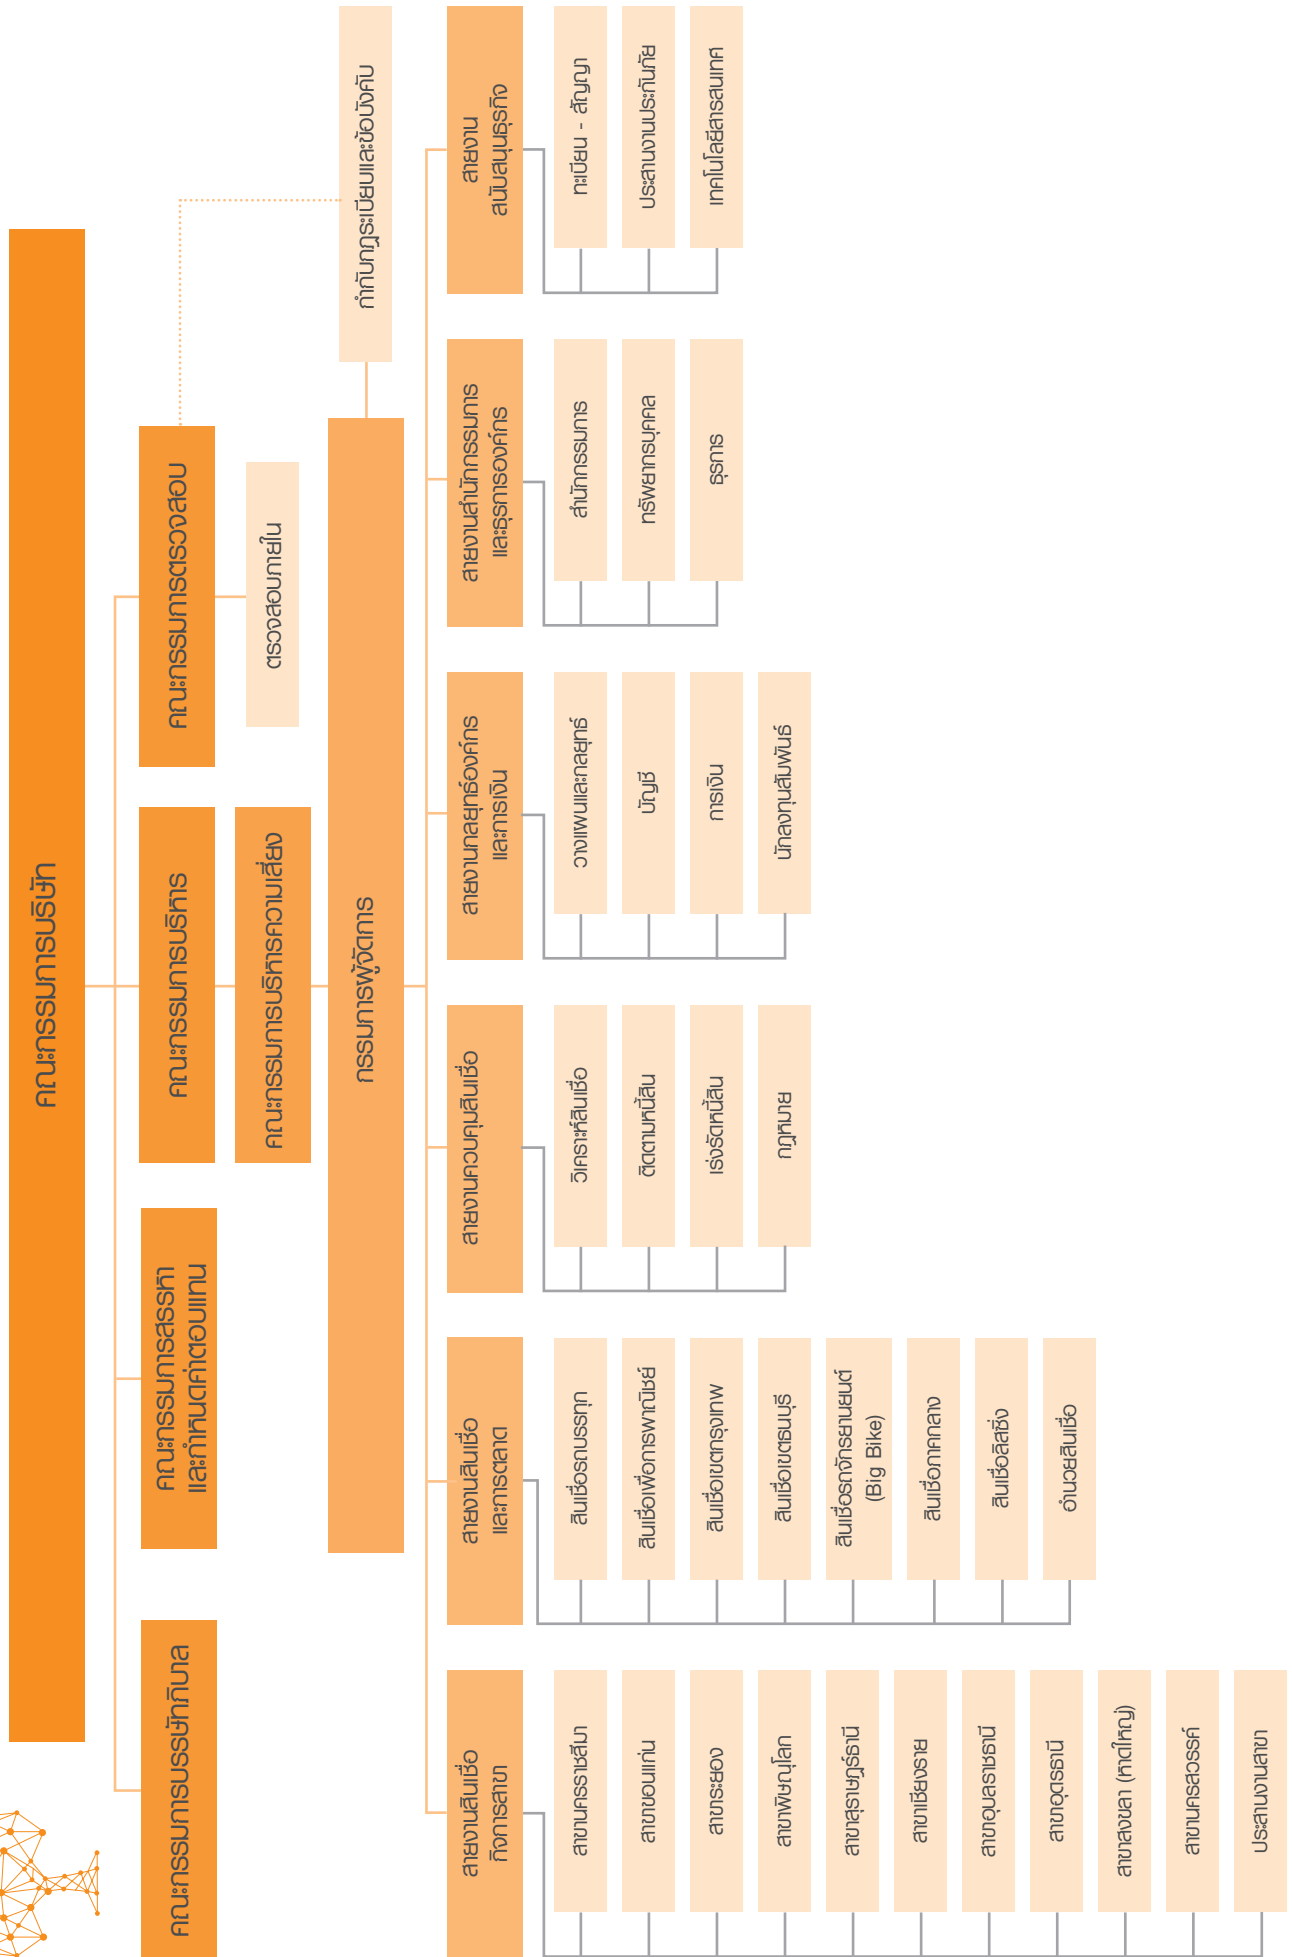 คณะกรรมการบริษัท
คณะกรรมการบรรษัทภิบาล
คณะกรรมการสรรหา
และกำหนดค่าตอบแทน
คณะกรรมการบริหาร
คณะกรรมการตรวจสอบ
คณะกรรมการบริหารความเสี่ยง
ตรวจสอบภายใน
กรรมการผู้จัดการ
กำกับกฎระเบียบและข้อบังคับ
สายงานสินเชื่อ
กิจการสาขา
สาขานครราชสีมา
สาขาขอนแก่น
สาขาระยอง
สาขาพิษณุโลก
สาขาสุราษฎร์ธานี
สาขาเชียงราย
สาขาอุบลราชธานี
สาขาอุดรธานี
สาขาสงขลา (หาดใหญ่)
สาขานครสวรรค์
ประสานงานสาขา
สายงานสินเชื่อ
และการตลาด
สินเชื่อรถบรรทุก
สินเชื่อเพื่อการพาณิชย์
สินเชื่อเขตกรุงเทพ
สินเชื่อเขตธนบุรี
สินเชื่อรถจักรยานยนต์
(Big Bike)
สินเชื่อภาคกลาง
สินเชื่อลิสซิ่ง
อำนวยสินเชื่อ
สายงานควบคุมสินเชื่อ
วิเคราะห์สินเชื่อ
ติดตามหนี้สิน
เร่งรัดหนี้สิน
กฎหมาย
สายงานกลยุทธ์องค์กร
และการเงิน
วางแผนและกลยุทธ์
บัญชี
การเงิน
นักลงทุนสัมพันธ์
สายงานสำนักกรรมการ
และธุรการองค์กร
สำนักกรรมการ
ทรัพยากรบุคคล
ธุรการ
สายงาน
สนับสนุนธุรกิจ
ทะเบียน - สัญญา
ประสานงานประกันภัย
เทคโนโลยีสารสนเทศ